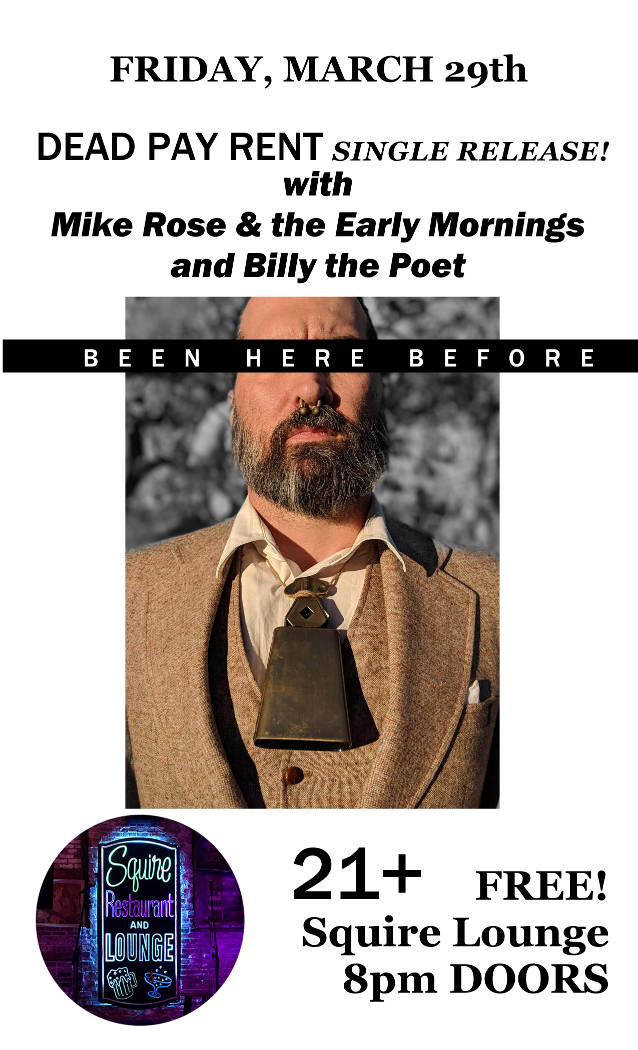 FRIDAY, MARCH 29th
DEAD PAY RENT SINGLE RELEASE!
with
Mike Rose & the Early Mornings
and Billy the Poet
BEEN HERE BEFORE
Squire
Restaurant
AND
LOUNGE
21+ FREE!
Squire Lounge
8pm DOORS